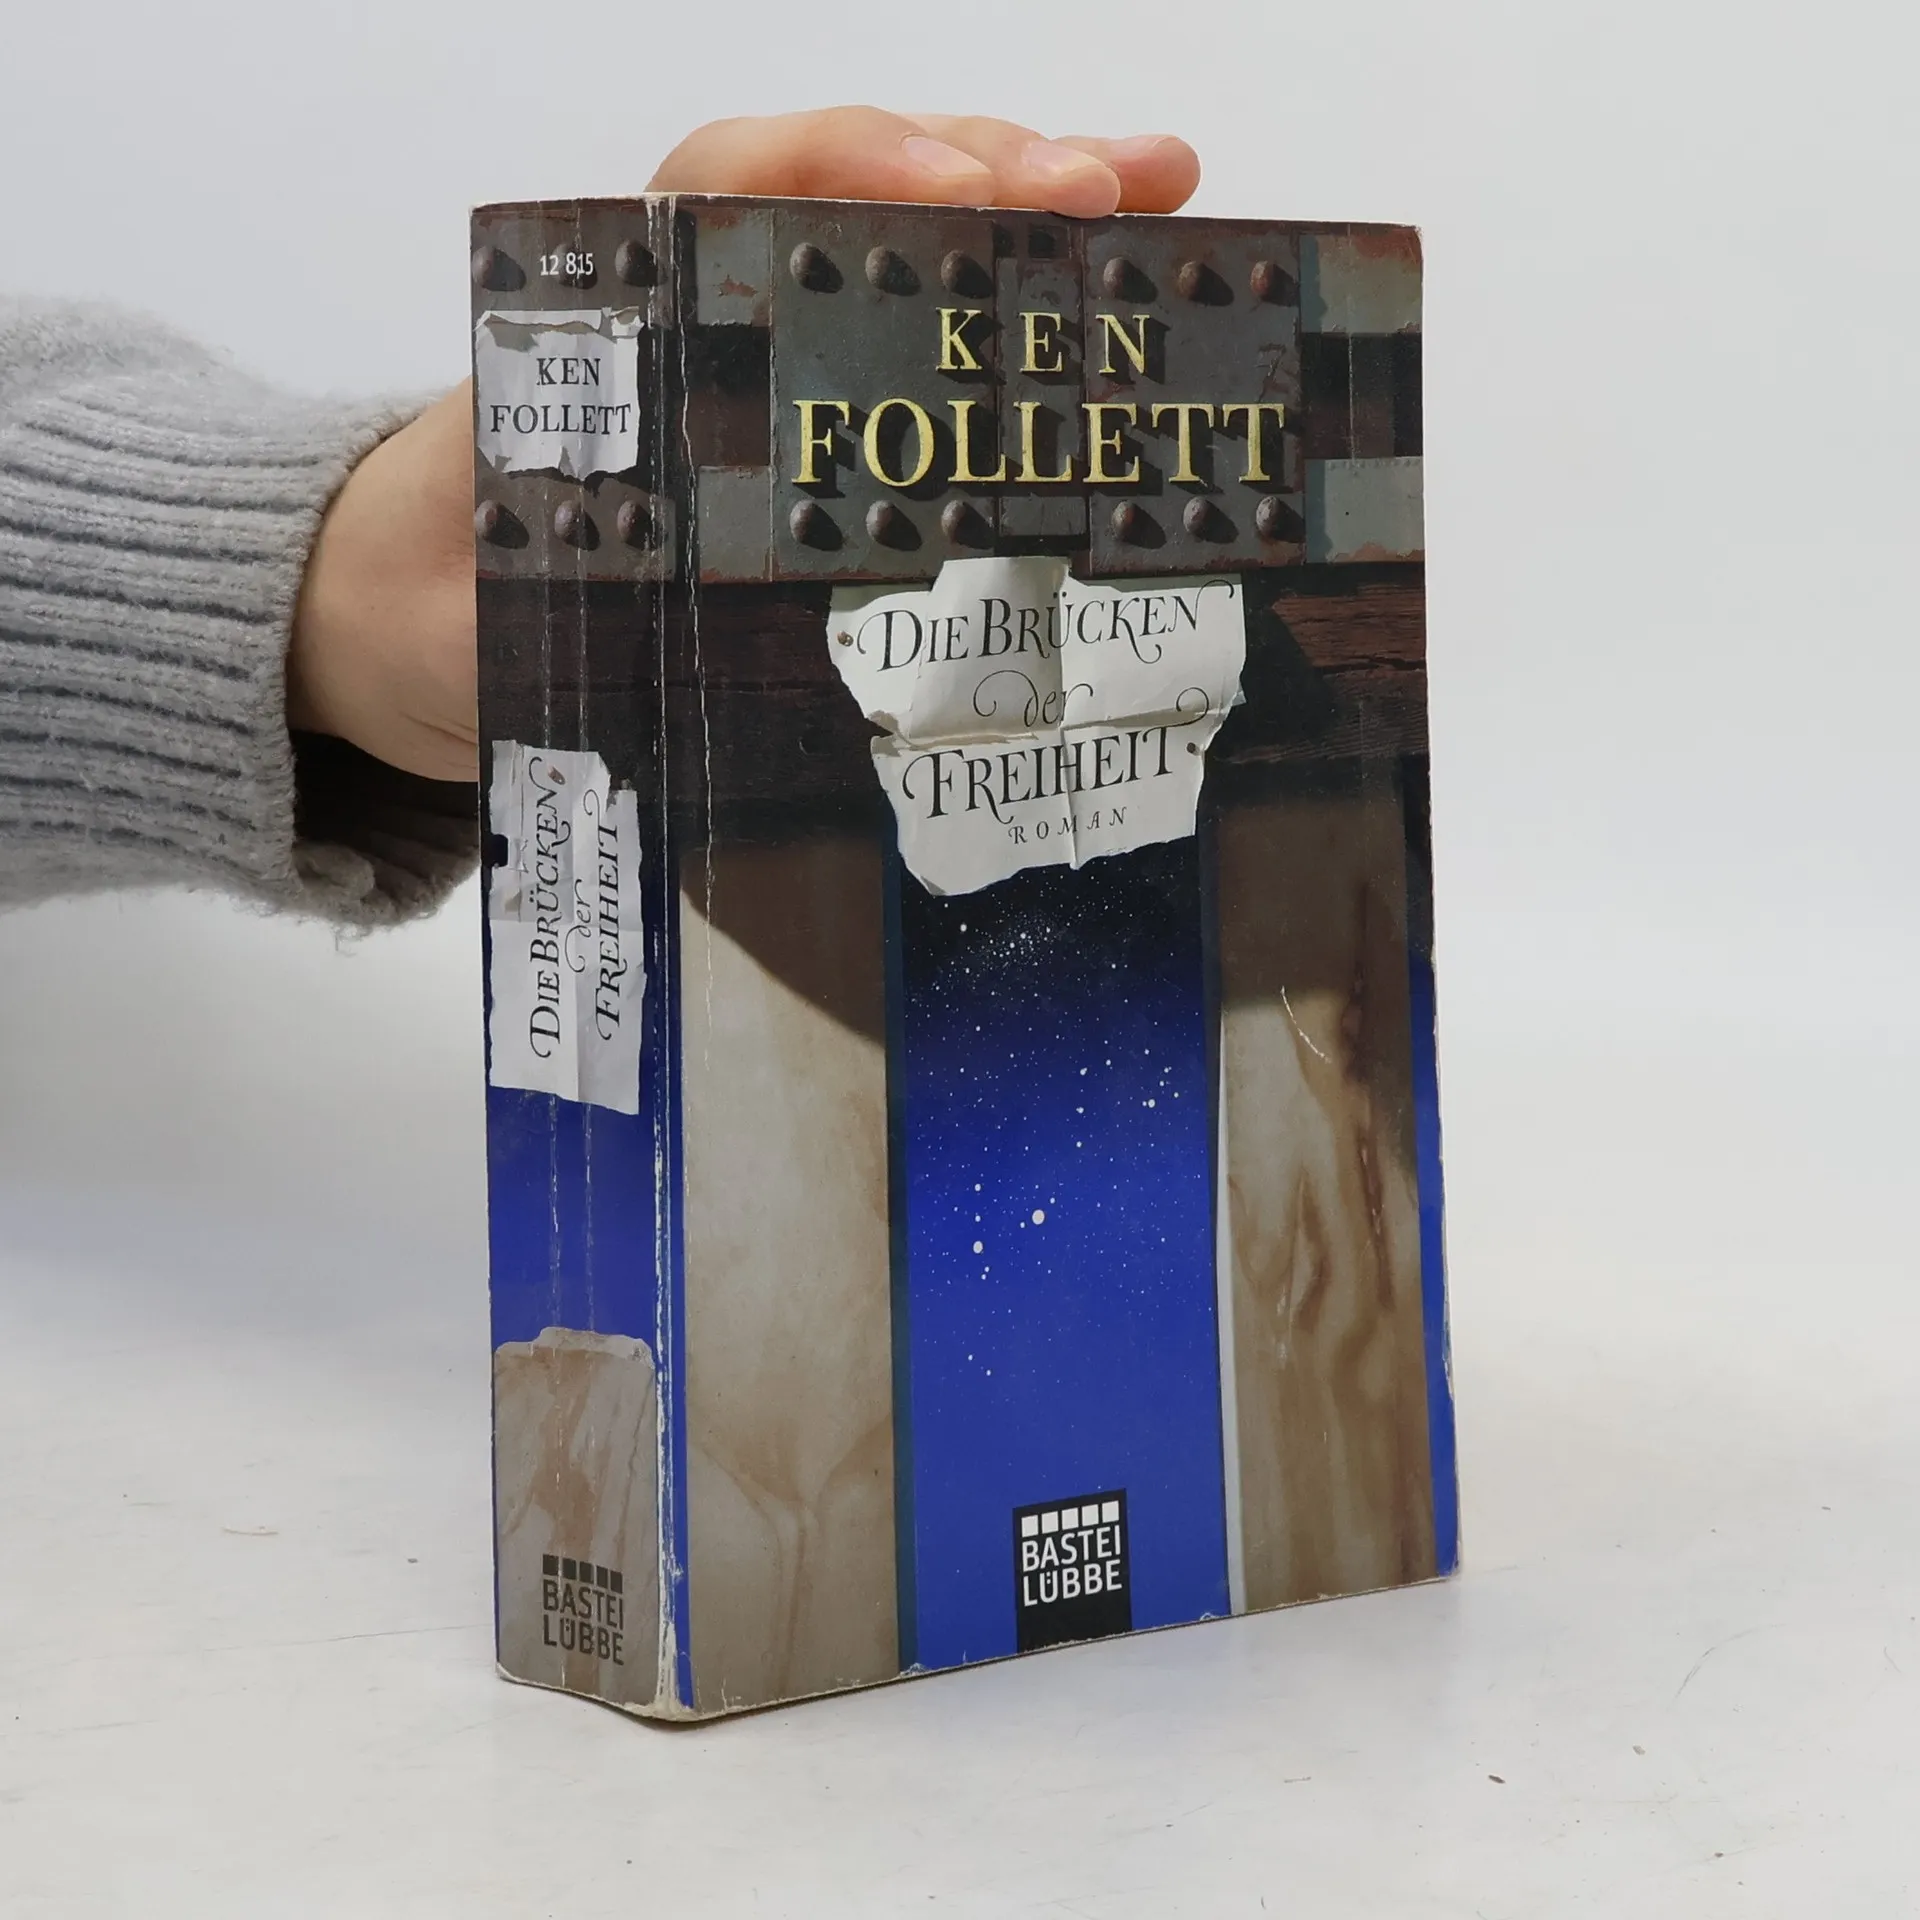 12 815
KEN
FOLLETT
DIE BRÜCKEN
der
FREIHEIT
BASTEI
LÜBBE
KEN
FOLLETT
DIE BRÜCKEN
der
FREIHEIT
ROMAN
BASTEI
LÜBBE